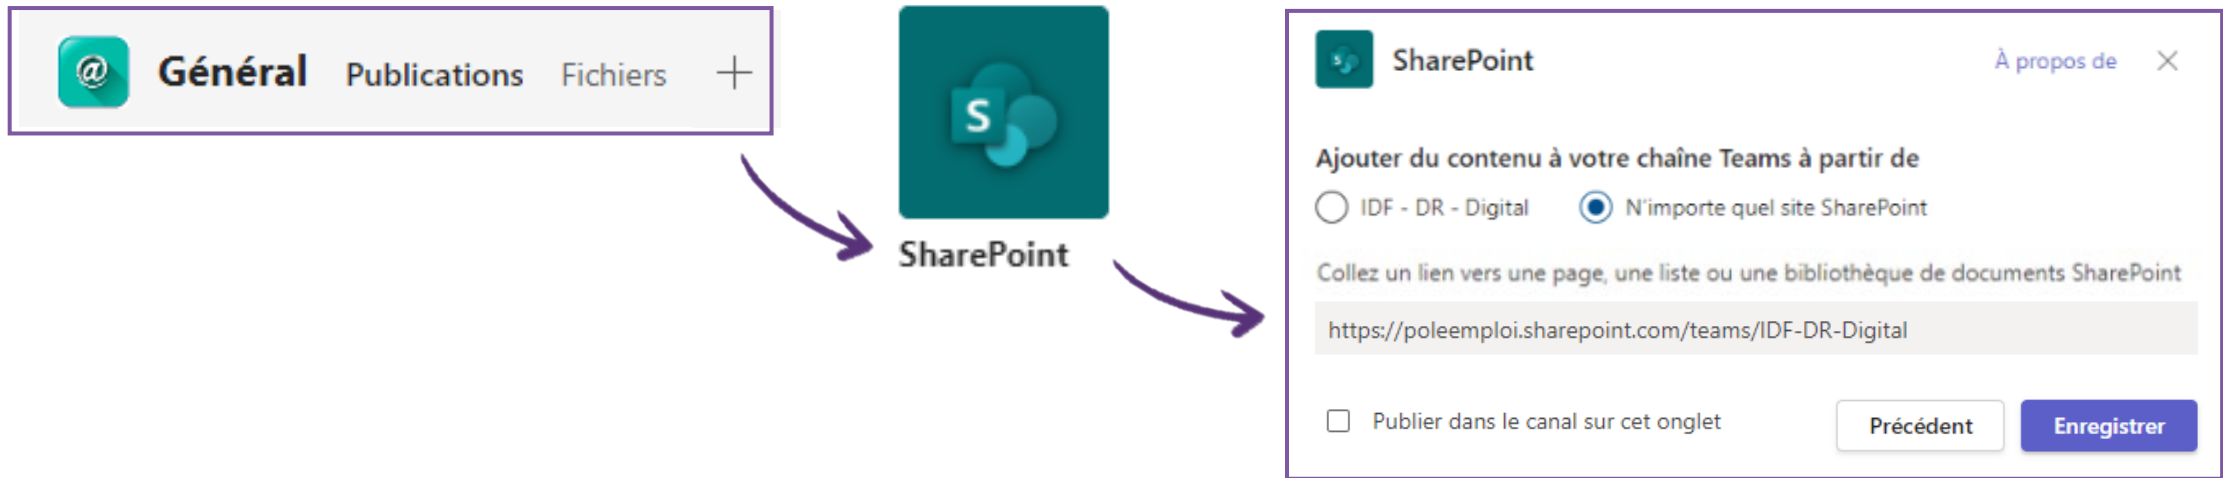 @ Général Publications Fichiers +
S
SharePoint
S SharePoint À propos de
Ajouter du contenu à votre chaîne Teams à partir de
IDF - DR - Digital N'importe quel site SharePoint
Collez un lien vers une page, une liste ou une bibliothèque de documents SharePoint
https://poleemploi.sharepoint.com/teams/IDF-DR-Digital
Publier dans le canal sur cet onglet Précédent Enregistrer